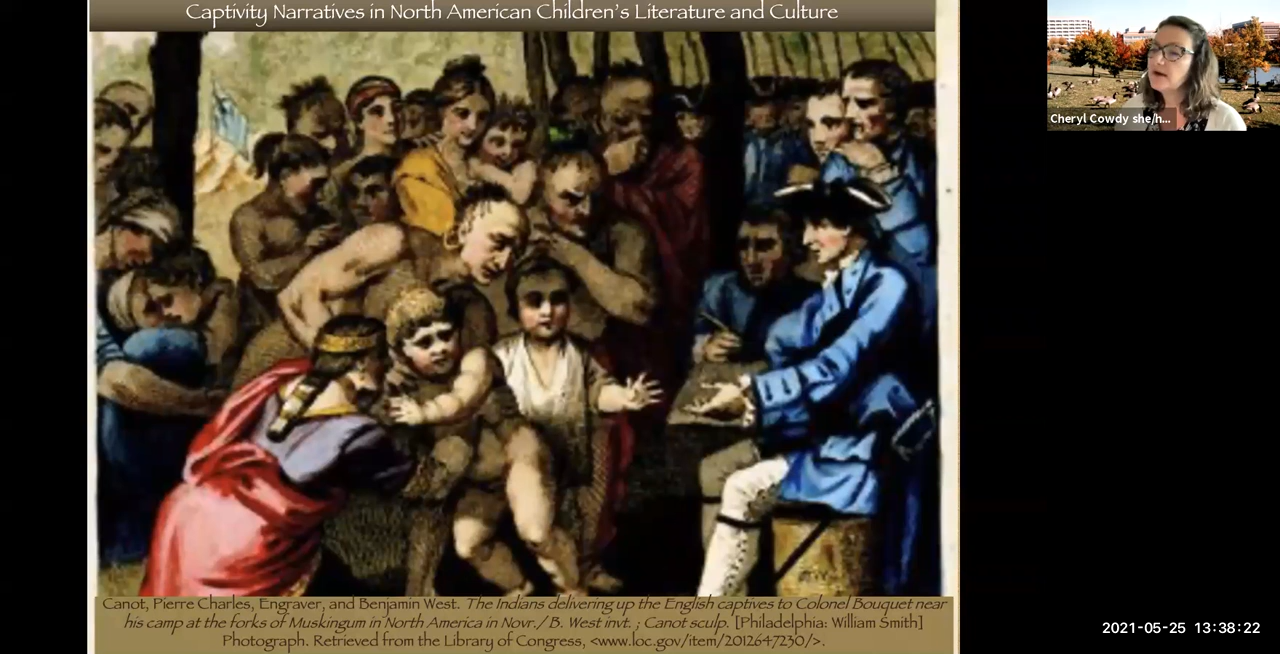 Captivity Narratives in North American Children's Literature and Culture
Cheryl Cowdy she/h...
Canot, Pierre Charles, Engraver, and Benjamin West. The Indians delivering up the English captives to Colonel Bouquet near
his camp at the forks of Muskingum in North America in Novr./ B. West invt. ; Canot sculp. [Philadelphia: William Smith]
Photograph. Retrieved from the Library of Congress, <www.loc.gov/item/2012647230/>.
2021-05-25 13:38:22